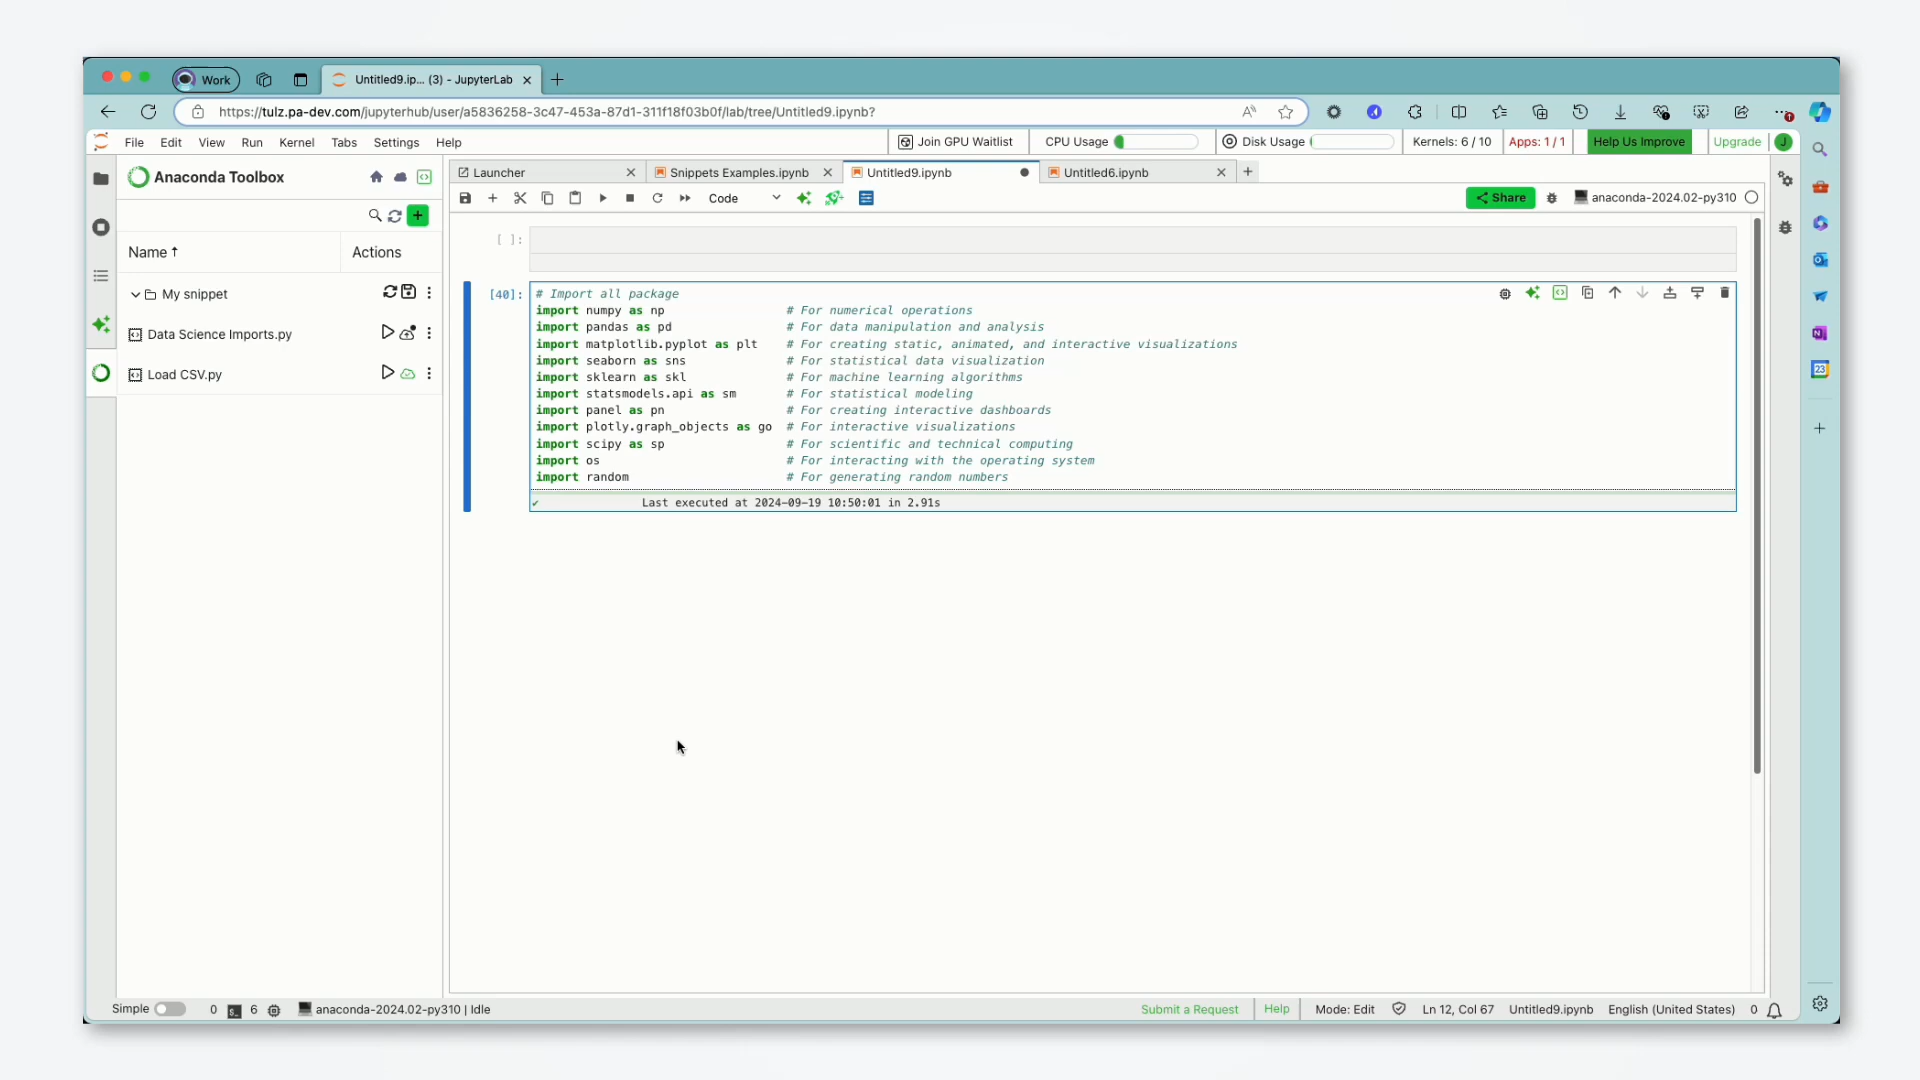 Work
Untitled9.ip... (3) - JupyterLab
https://tulz.pa-dev.com/jupyterhub/user/a5836258-3c47-453a-87d1-311f18f03b0f/lab/tree/Untitled9.ipynb?
File Edit View Run Kernel Tabs Settings Help
Join GPU Waitlist
CPU Usage
Disk Usage
Kernels: 6 / 10
Apps: 1 / 1
Help Us Improve
Upgrade
J
Anaconda Toolbox
Launcher
Snippets Examples.ipynb
Untitled9.ipynb
Untitled6.ipynb
Code
Share
anaconda-2024.02-py310
Name
Actions
My snippet
Data Science Imports.py
Load CSV.py
[ ]:
[40]:
# Import all package
import numpy as np # For numerical operations
import pandas as pd # For data manipulation and analysis
import matplotlib.pyplot as plt # For creating static, animated, and interactive visualizations
import seaborn as sns # For statistical data visualization
import sklearn as skl # For machine learning algorithms
import statsmodels.api as sm # For statistical modeling
import panel as pn # For creating interactive dashboards
import plotly.graph_objects as go # For interactive visualizations
import scipy as sp # For scientific and technical computing
import os # For interacting with the operating system
import random # For generating random numbers
Last executed at 2024-09-19 10:50:01 in 2.91s
23
Simple
0
6
anaconda-2024.02-py310 | Idle
Submit a Request
Help
Mode: Edit
Ln 12, Col 67
Untitled9.ipynb
English (United States)
0